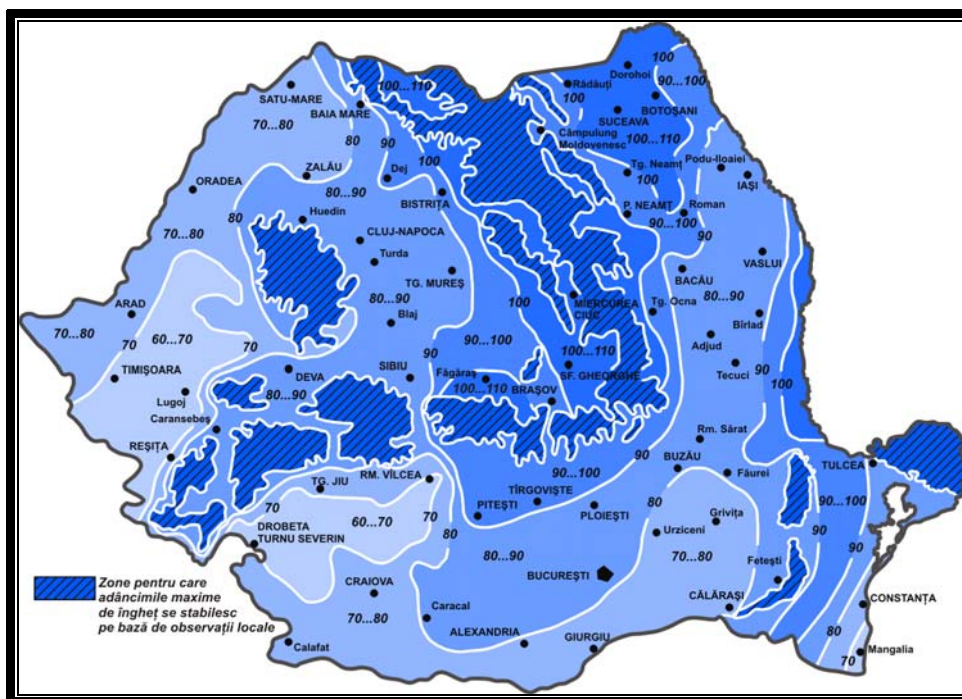 100
Dorohoi
100
90...100
100...110
Rădăuți
SATU-MARE
BAIA MARE
100
BOTOȘANI
SUCEAVA
70...80
80
90
100
Câmpulung
Moldovenesc
100...110
Podu-Iloaiei
Tg. Neamț
ZALĂU
Dej
IAȘI
100
ORADEA
80...90
BISTRIȚA
Huedin
80
P. NEAMȚ
Roman
90...100
70...80
CLUJ-NAPOCA
90
Turda
VASLUI
TG. MUREȘ
BACĂU
ARAD
80...90
100
MIERCUREA
CIUC
Tg. Ocna
80...90
Blaj
Bîrlad
70...80
70
60...70
70
90...100
Adjud
90
100...110
TIMIȘOARA
DEVA
SIBIU
Făgăraș
SF. GHEORGHE
Tecuci
90
100
80...90
100...110
BRAȘOV
Lugoj
Caransebeș
Rm. Sărat
REȘIȚA
90
BUZĂU
TULCEA
RM. VÎLCEA
90...100
Făurei
TG. JIU
TÎRGOVIȘTE
70
70
80
90...100
60...70
PITEȘTI
PLOIEȘTI
Grivița
DROBETA
TURNU SEVERIN
80
Urziceni
90
90
80...90
70...80
Zone pentru care
adâncimile maxime
de îngheț se stabilesc
pe bază de observații locale
CRAIOVA
BUCUREȘTI
Fetești
CĂLĂRAȘI
CONSTANȚA
70...80
Caracal
ALEXANDRIA
GIURGIU
80
Calafat
70
Mangalia